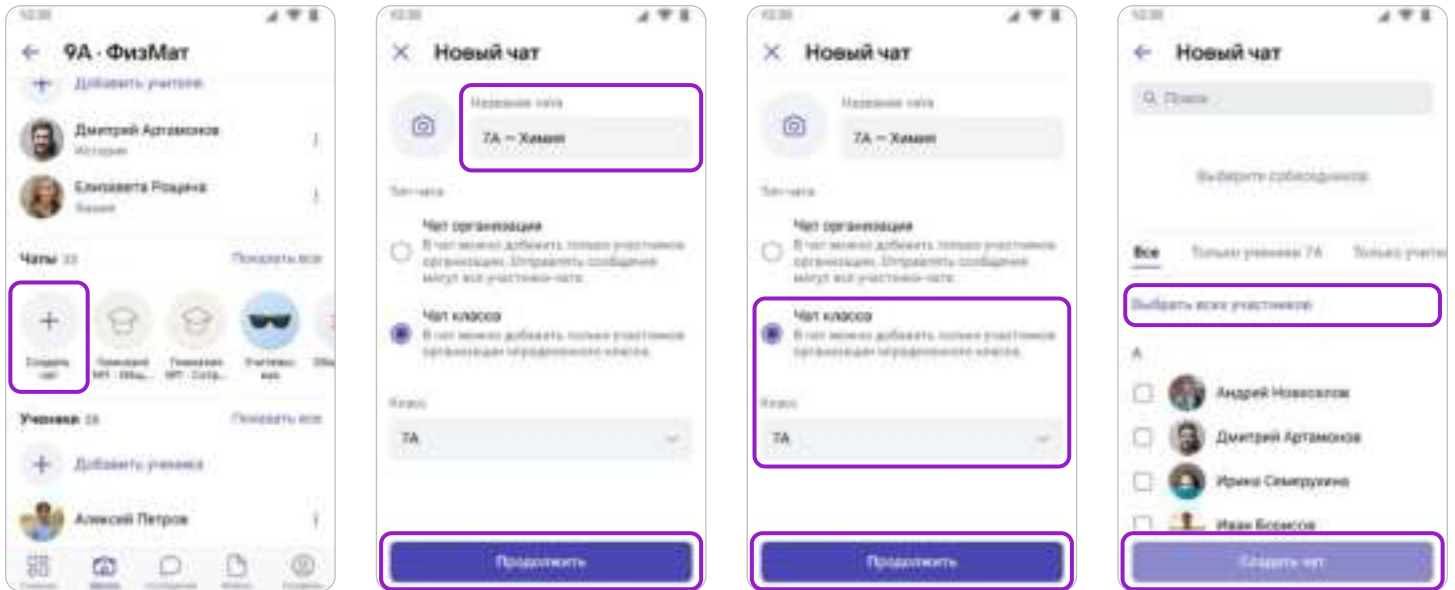 12:30
9А · ФизМат
Добавить учителя
Дмитрий Артамонов
История
Елизавета Рощина
Химия
Чаты 23
Показать все
Создать чат
Учительская
Ученики 28
Показать все
Добавить ученика
Алексей Петров
12:30
Новый чат
Название чата
7А — Химия
Тип чата
Чат организации
В чат можно добавить только участников
организации. Отправлять сообщения
могут все участники чата.
Чат класса
В чат можно добавить только участников
организации определенного класса.
Класс
7А
Продолжить
12:30
Новый чат
Название чата
7А — Химия
Тип чата
Чат организации
В чат можно добавить только участников
организации. Отправлять сообщения
могут все участники чата.
Чат класса
В чат можно добавить только участников
организации определенного класса.
Класс
7А
Продолжить
12:30
Новый чат
Поиск
Выберите собеседников
Все
Только ученики 7А
Только учите
Выбрать всех участников
А
Андрей Новоселов
Дмитрий Артамонов
Ирина Семерухина
Иван Борисов
Создать чат